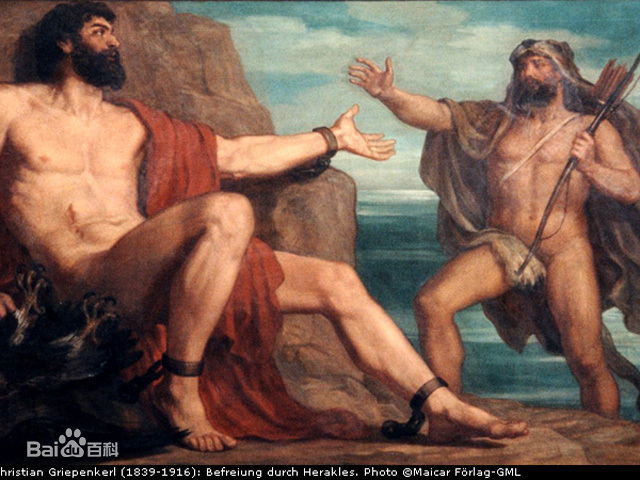 Bai百科
hristian Griepenkerl (1839-1916): Befreiung durch Herakles. Photo ©Maicar Förlag-GML